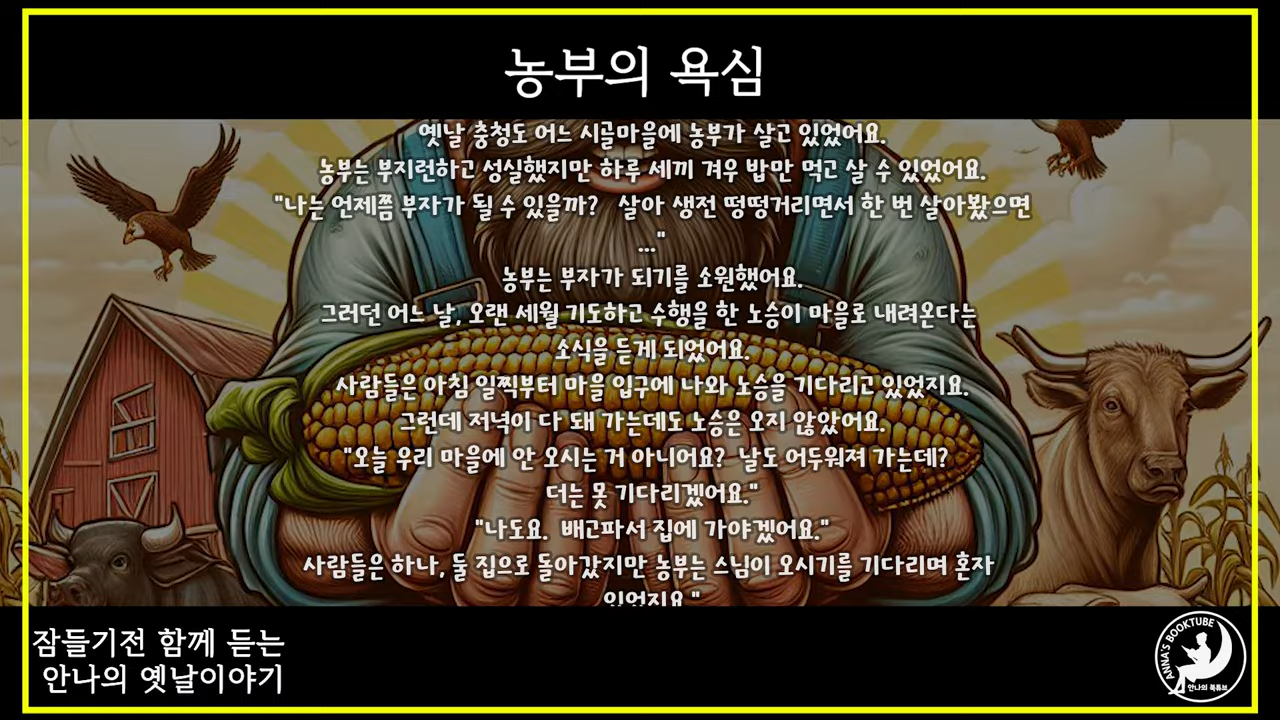 농부의 욕심
옛날 충청도 어느 시골마을에 농부가 살고 있었어요.
농부는 부지런하고 성실했지만 하루 세끼 겨우 밥만 먹고 살 수 있었어요.
"나는 언제쯤 부자가 될 수 있을까? 살아 생전 떵떵거리면서 한 번 살아봤으면
..."
농부는 부자가 되기를 소원했어요.
그러던 어느 날, 오랜 세월 기도하고 수행을 한 노승이 마을로 내려온다는
소식을 듣게 되었어요.
사람들은 아침 일찍부터 마을 입구에 나와 노승을 기다리고 있었지요.
그런데 저녁이 다 돼 가는데도 노승은 오지 않았어요.
"오늘 우리 마을에 안 오시는 거 아니어요? 날도 어두워져 가는데?
더는 못 기다리겠어요."
"나도요. 배고파서 집에 가야겠어요."
사람들은 하나, 둘 집으로 돌아갔지만 농부는 스님이 오시기를 기다리며 혼자
있었지요."
잠들기전 함께 듣는
안나의 옛날이야기
ANNA'S BOOKTUBE
안나의 북튜브